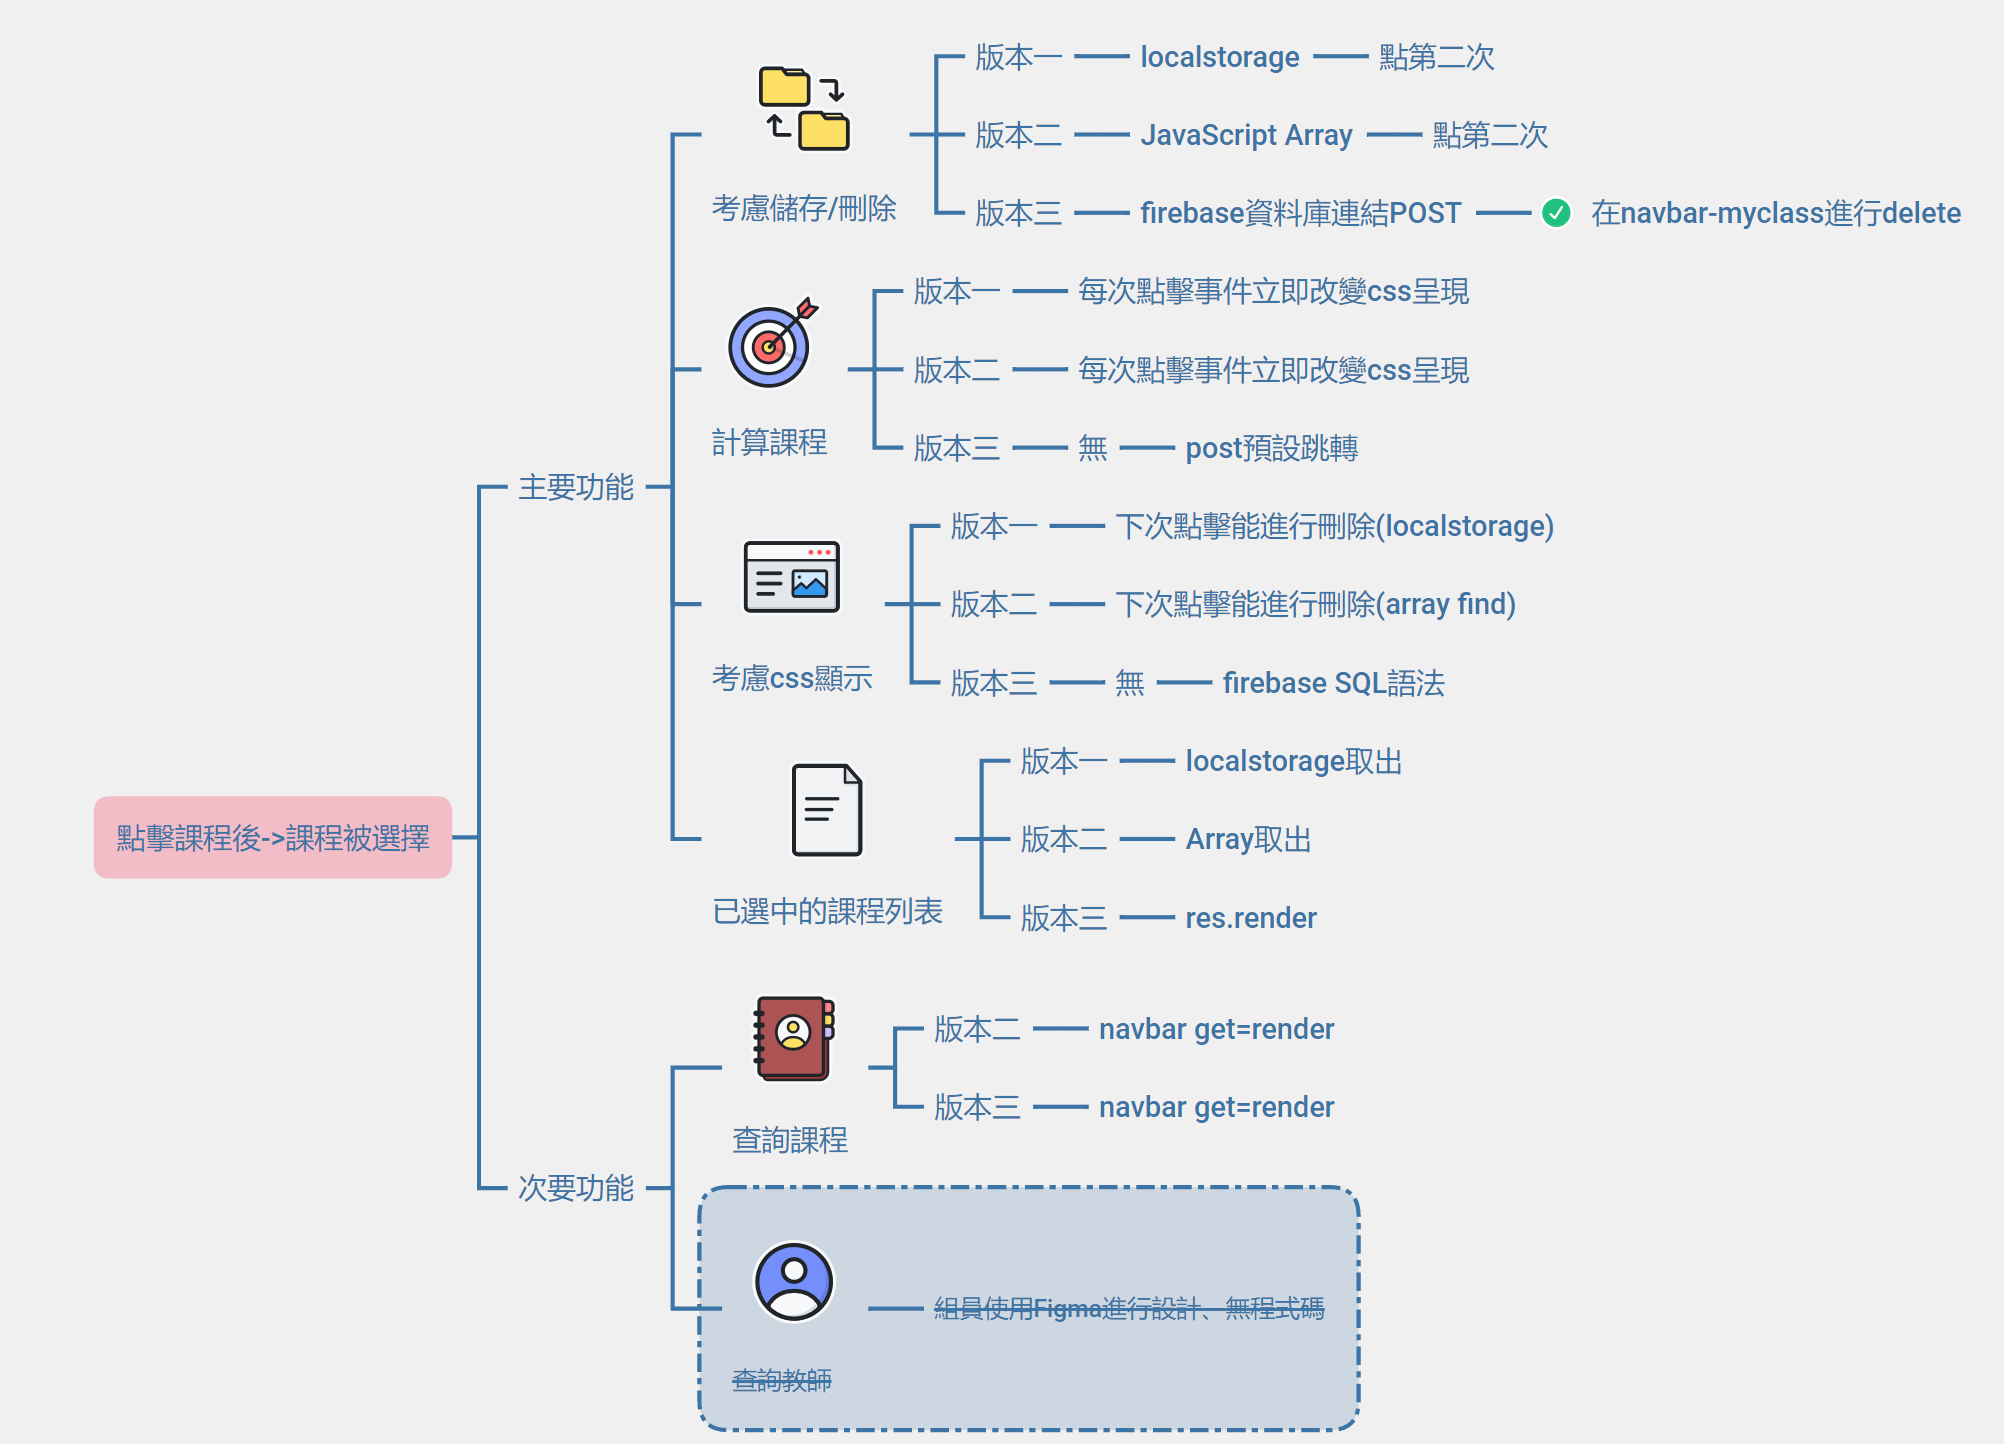 點擊課程後->課程被選擇
主要功能
考慮儲存/刪除
版本一
localstorage
點第二次
版本二
JavaScript Array
點第二次
版本三
firebase資料庫連結POST
在navbar-myclass進行delete
計算課程
版本一
每次點擊事件立即改變css呈現
版本二
每次點擊事件立即改變css呈現
版本三
無
post預設跳轉
考慮css顯示
版本一
下次點擊能進行刪除(localstorage)
版本二
下次點擊能進行刪除(array find)
版本三
無
firebase SQL語法
已選中的課程列表
版本一
localstorage取出
版本二
Array取出
版本三
res.render
次要功能
查詢課程
版本二
navbar get=render
版本三
navbar get=render
查詢教師
組員使用Figma進行設計、無程式碼